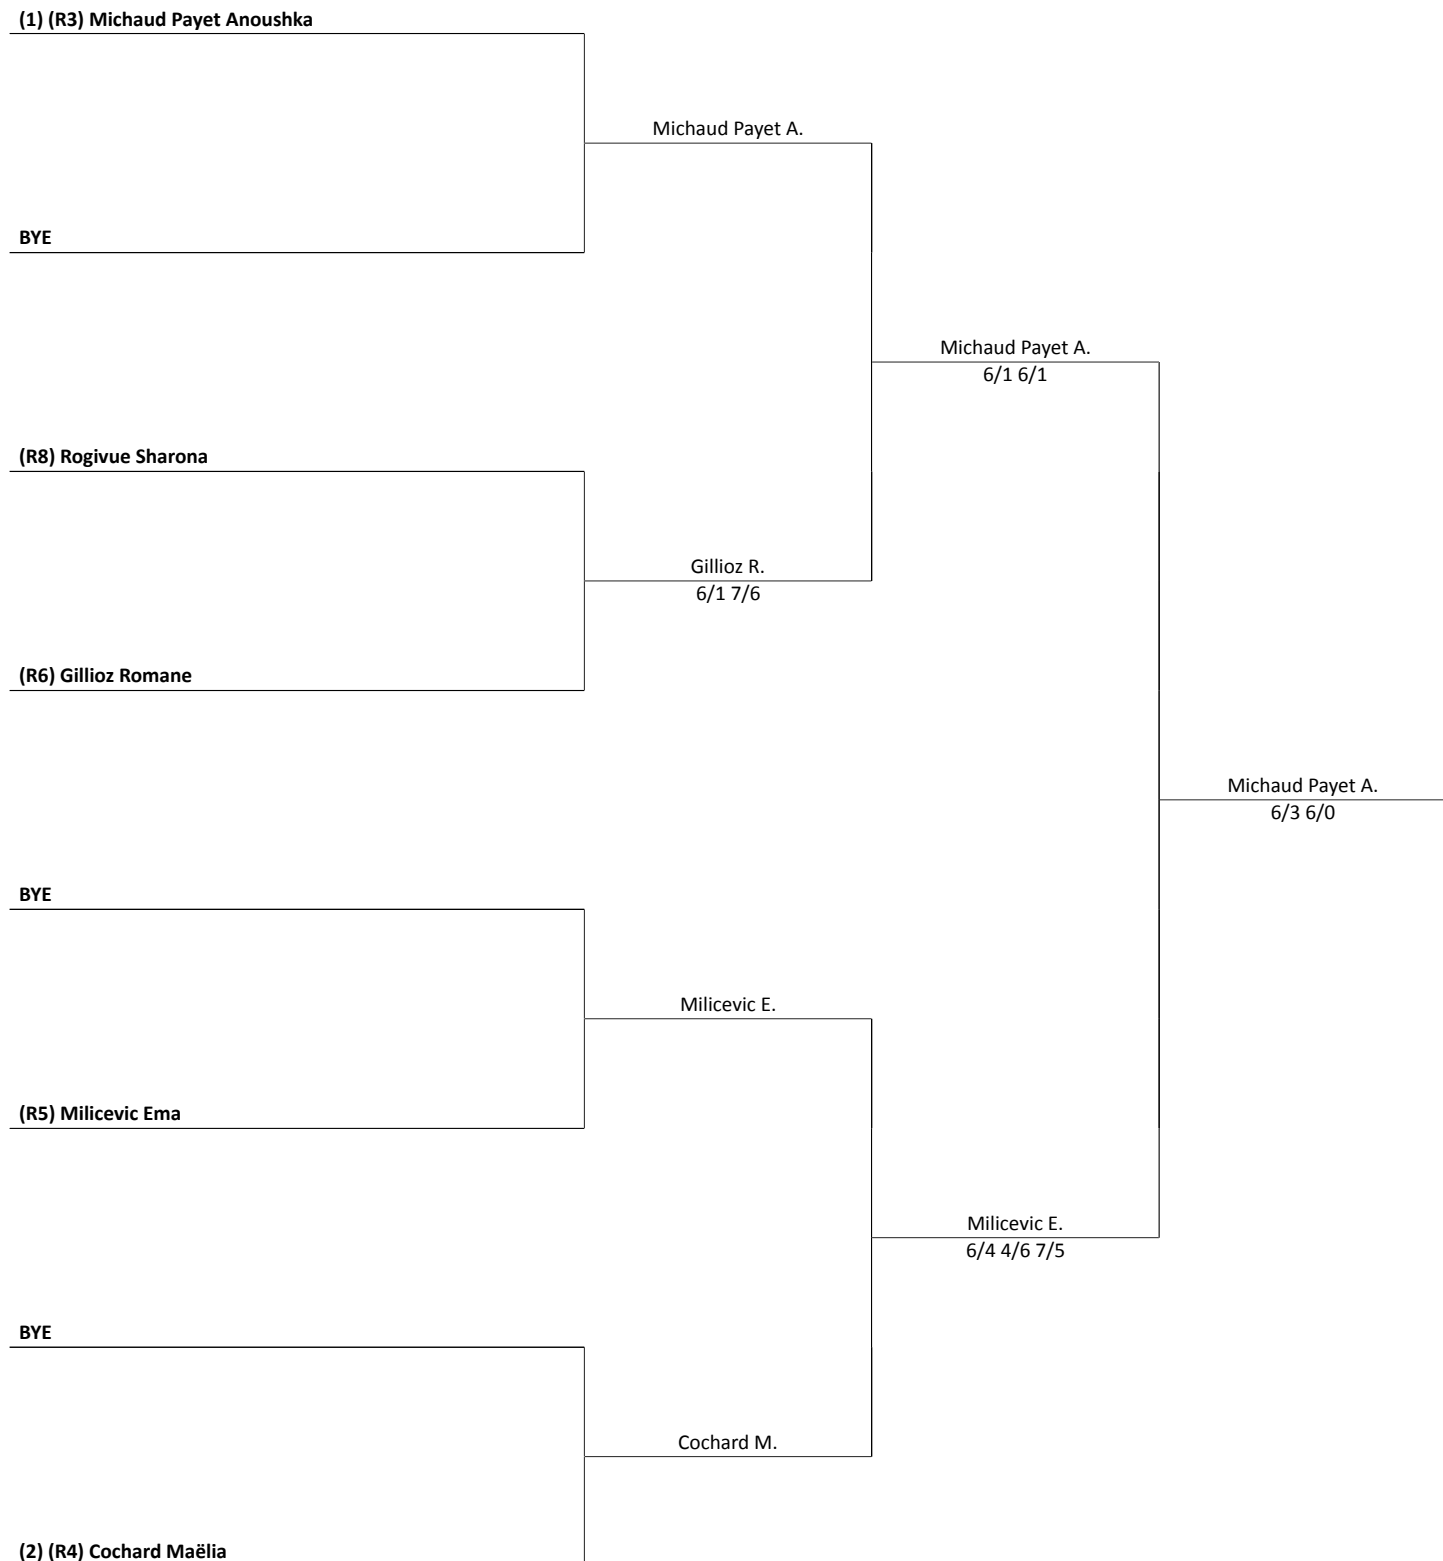 (1) (R3) Michaud Payet Anoushka
Michaud Payet A.
BYE
Michaud Payet A.
6/1 6/1
(R8) Rogivue Sharona
Gillioz R.
6/1 7/6
(R6) Gillioz Romane
Michaud Payet A.
6/3 6/0
BYE
Milicevic E.
(R5) Milicevic Ema
Milicevic E.
6/4 4/6 7/5
BYE
Cochard M.
(2) (R4) Cochard Maëlia